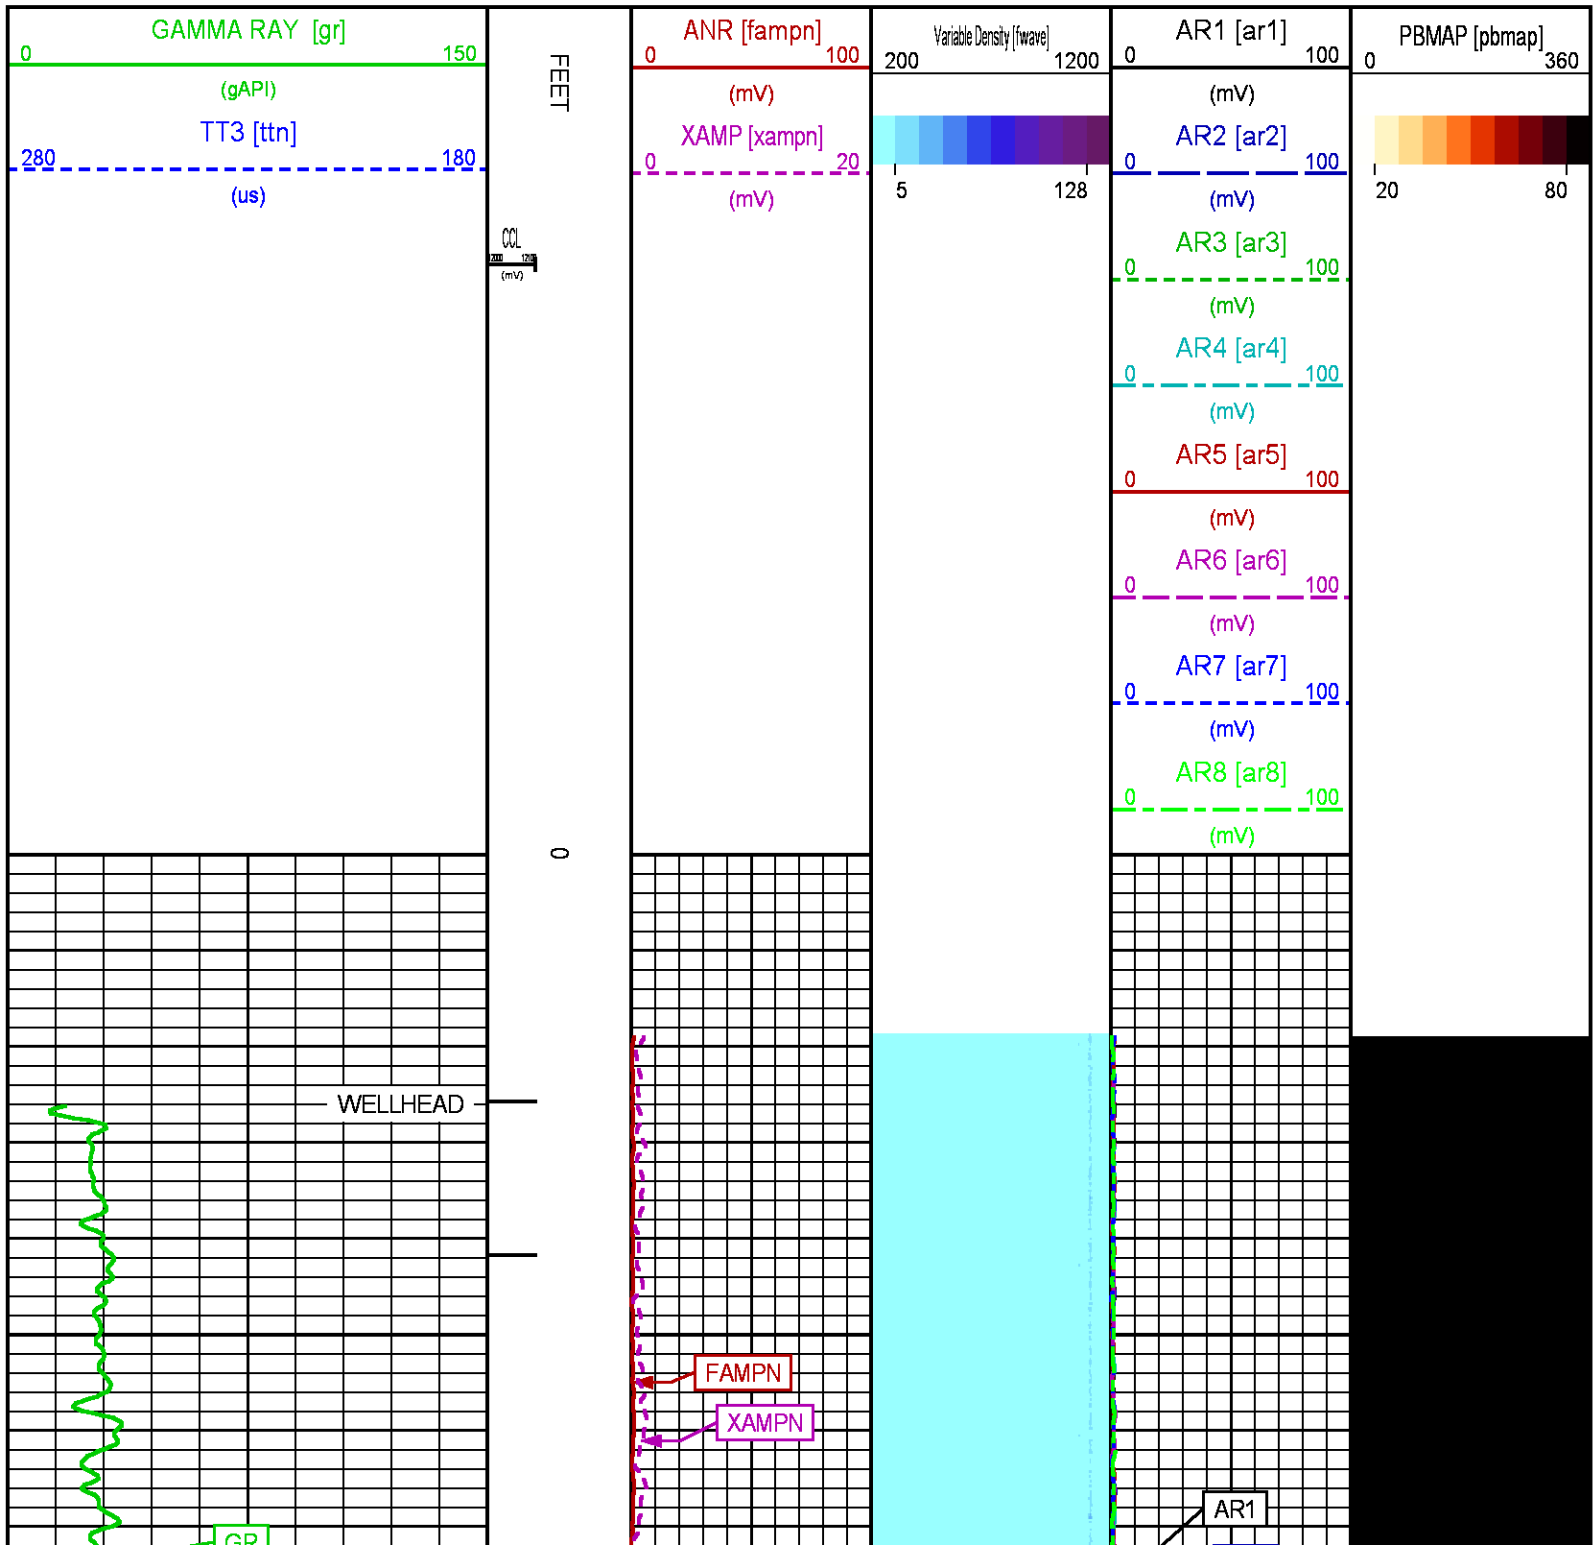 GAMMA RAY [gr]
0 150
(gAPI)
TT3 [ttn]
280 180
(us)
FEET
CCL
(mV)
0
ANR [fampn]
0 100
(mV)
XAMP [xampn]
0 20
(mV)
Variable Density [fwave]
200 1200
5 128
AR1 [ar1]
0 100
(mV)
AR2 [ar2]
0 100
(mV)
AR3 [ar3]
0 100
(mV)
AR4 [ar4]
0 100
(mV)
AR5 [ar5]
0 100
(mV)
AR6 [ar6]
0 100
(mV)
AR7 [ar7]
0 100
(mV)
AR8 [ar8]
0 100
(mV)
PBMAP [pbmap]
0 360
20 80
WELLHEAD
FAMPN
XAMPN
AR1
GR